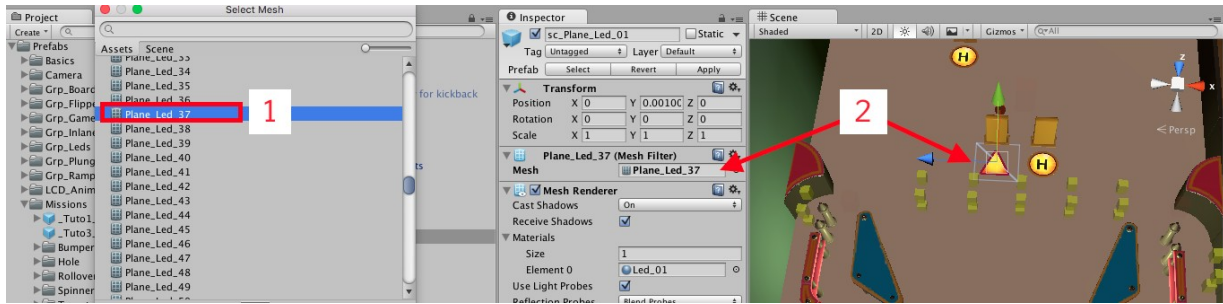 Project
Create
Prefabs
Basics
Camera
Grp_Board
Grp_Flippe
Grp_Game
Grp_Inlane
Grp_Leds
Grp_Plung
Grp_Ramp
LCD_Anim
Missions
_Tuto1_
_Tuto3_
Bumper
Hole
Rollover
Spinner
Select Mesh
Assets Scene
Plane_Led_33
Plane_Led_34
Plane_Led_35
Plane_Led_36
Plane_Led_37
Plane_Led_38
Plane_Led_39
Plane_Led_40
Plane_Led_41
Plane_Led_42
Plane_Led_43
Plane_Led_44
Plane_Led_45
Plane_Led_46
Plane_Led_47
Plane_Led_48
Plane_Led_49
1
for kickback
ts
Inspector
sc_Plane_Led_01 Static
Tag Untagged Layer Default
Prefab Select Revert Apply
Transform
Position X 0 Y 0.00100 Z 0
Rotation X 0 Y 0 Z 0
Scale X 1 Y 1 Z 1
Plane_Led_37 (Mesh Filter)
Mesh Plane_Led_37
Mesh Renderer
Cast Shadows On
Receive Shadows
Materials
Size 1
Element 0 Led_01
Use Light Probes
Reflection Probes Blend Probes
2
Scene
Shaded 2D Gizmos All
H
z
x
Persp
H